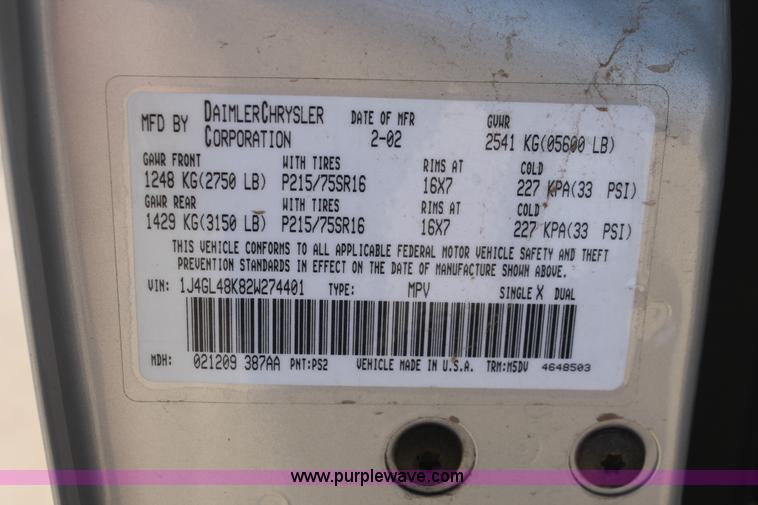 MFD BY DAIMLERCHRYSLER CORPORATION DATE OF MFR 2-02 GVWR 2541 KG(05600 LB)
GAWR FRONT WITH TIRES RIMS AT COLD
1248 KG(2750 LB) P215/75SR16 16X7 227 KPA(33 PSI)
GAWR REAR WITH TIRES RIMS AT COLD
1429 KG(3150 LB) P215/75SR16 16X7 227 KPA(33 PSI)
THIS VEHICLE CONFORMS TO ALL APPLICABLE FEDERAL MOTOR VEHICLE SAFETY AND THEFT
PREVENTION STANDARDS IN EFFECT ON THE DATE OF MANUFACTURE SHOWN ABOVE.
VIN: 1J4GL48K82W274401 TYPE: MPV SINGLE X DUAL
MDH: 021209 387AA PNT:PS2 VEHICLE MADE IN U.S.A. TRM:M5DV 4648503
www.purplewave.com